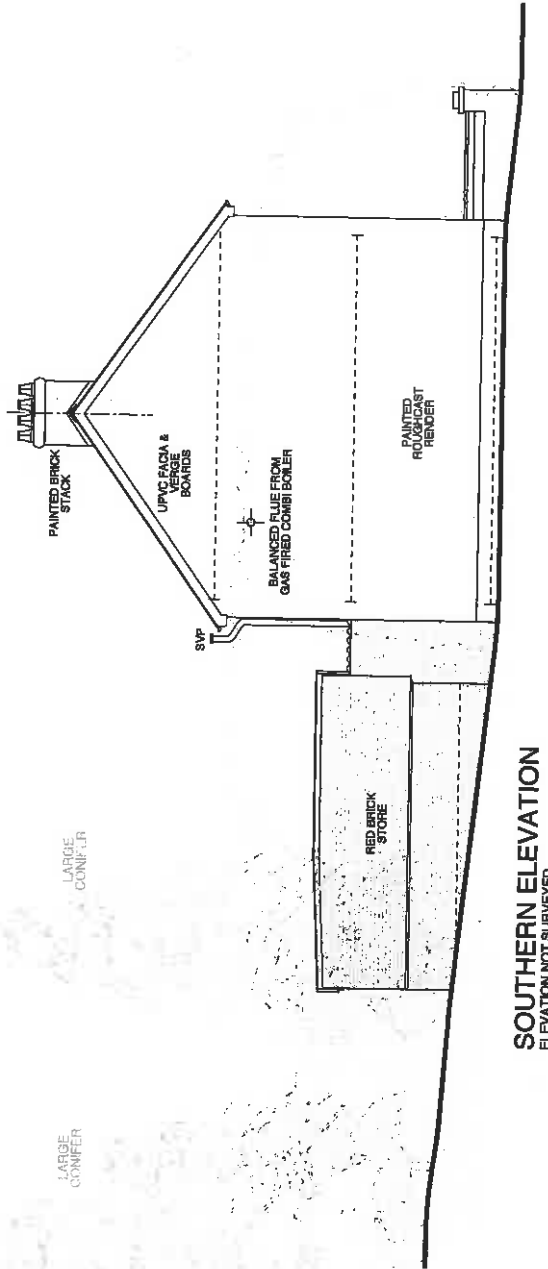 PAINTED BRICK
STACK
UPVC FACIA &
VERGE
BOARDS
SVP
BALANCED FLUE FROM
GAS FIRED COMBI BOILER
PAINTED
ROUGHCAST
RENDER
RED BRICK
STORE
LARGE
CONIFER
LARGE
CONIFER
SOUTHERN ELEVATION
ELEVATION NOT SURVEYED